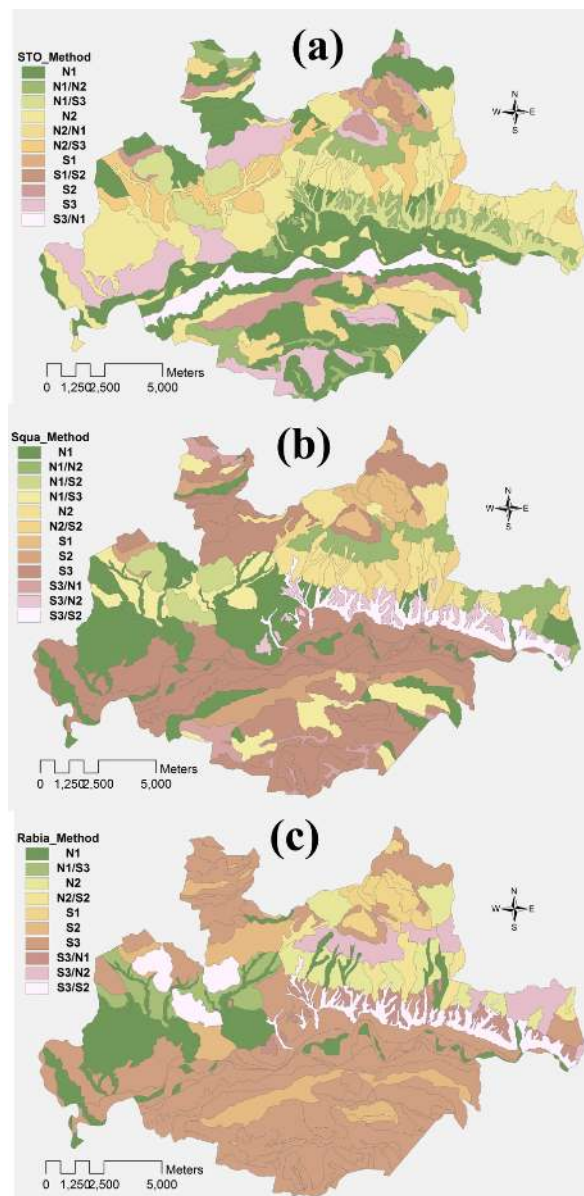 (a)
STO_Method
N1
N1/N2
N1/S3
N2
N2/N1
N2/S3
S1
S1/S2
S2
S3
S3/N1
N
W E
S
Meters
0 1,250 2,500 5,000
(b)
Squa_Method
N1
N1/N2
N1/S2
N1/S3
N2
N2/S2
S1
S2
S3
S3/N1
S3/N2
S3/S2
N
W E
S
Meters
0 1,250 2,500 5,000
(c)
Rabia_Method
N1
N1/S3
N2
N2/S2
S1
S2
S3
S3/N1
S3/N2
S3/S2
N
W E
S
Meters
0 1,250 2,500 5,000